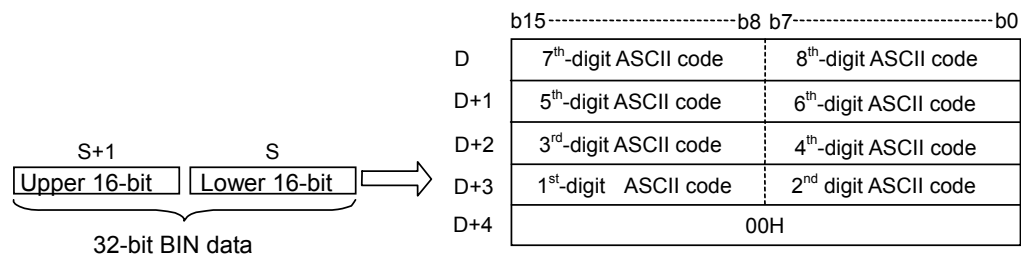 b15 b8 b7 b0
D 7th-digit ASCII code 8th-digit ASCII code
D+1 5th-digit ASCII code 6th-digit ASCII code
D+2 3rd-digit ASCII code 4th-digit ASCII code
D+3 1st-digit ASCII code 2nd digit ASCII code
D+4 00H
S+1 S
Upper 16-bit Lower 16-bit
32-bit BIN data